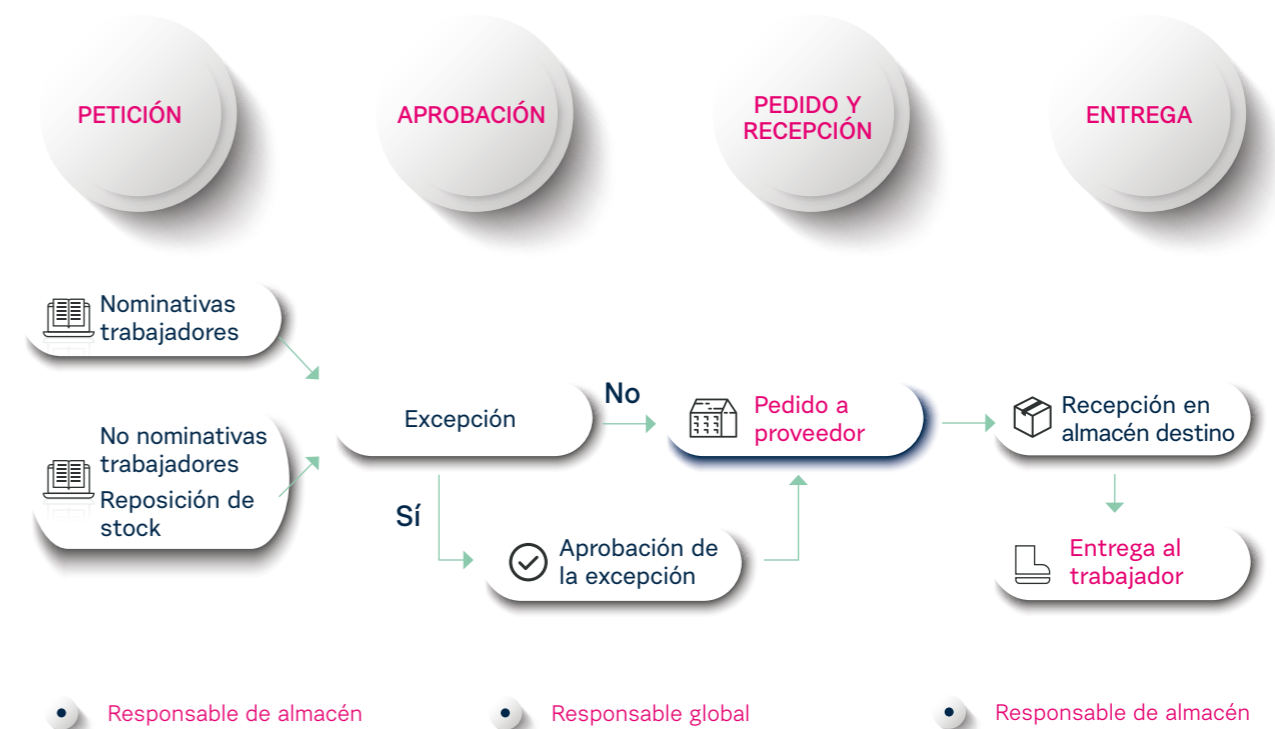 PETICIÓN
APROBACIÓN
PEDIDO Y
RECEPCIÓN
ENTREGA
Nominativas
trabajadores
No nominativas
trabajadores
Reposición de
stock
Excepción
No
Sí
Aprobación de
la excepción
Pedido a
proveedor
Recepción en
almacén destino
Entrega al
trabajador
Responsable de almacén
Responsable global
Responsable de almacén